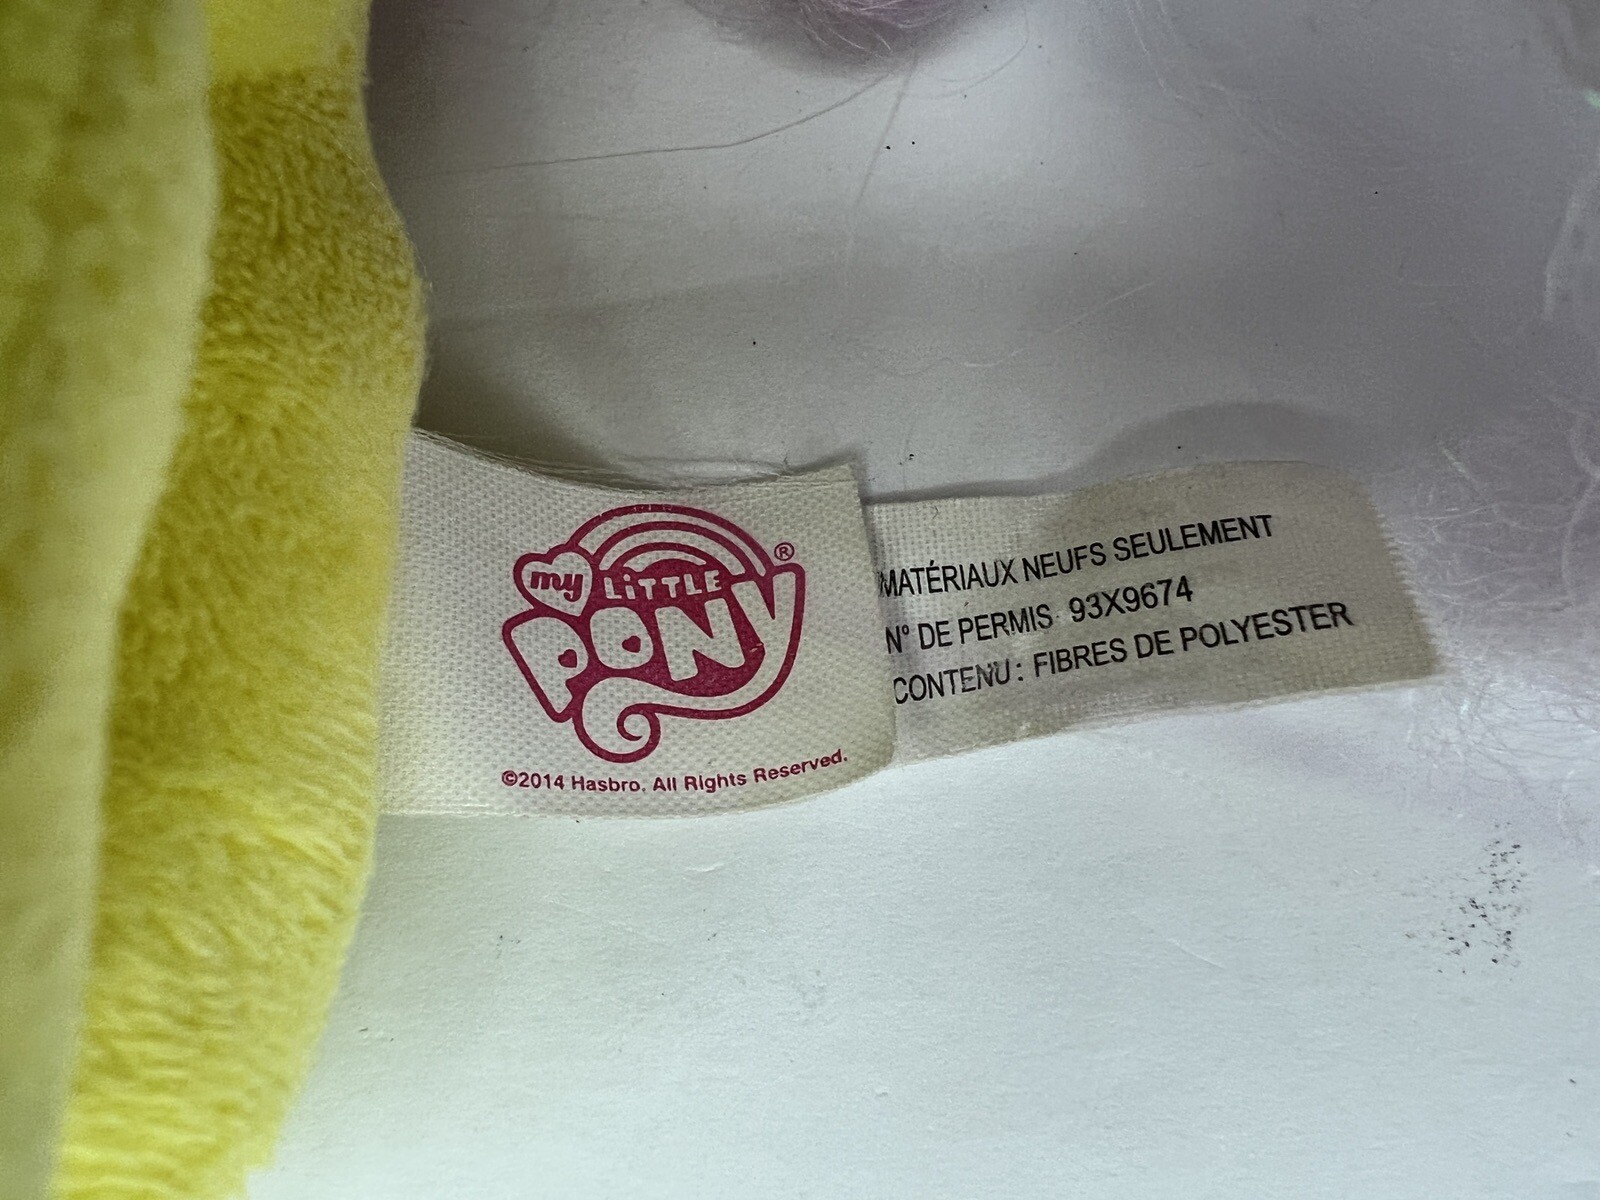 my LiTTLE
PONY®
©2014 Hasbro. All Rights Reserved.
MATÉRIAUX NEUFS SEULEMENT
N° DE PERMIS 93X9674
CONTENU : FIBRES DE POLYESTER